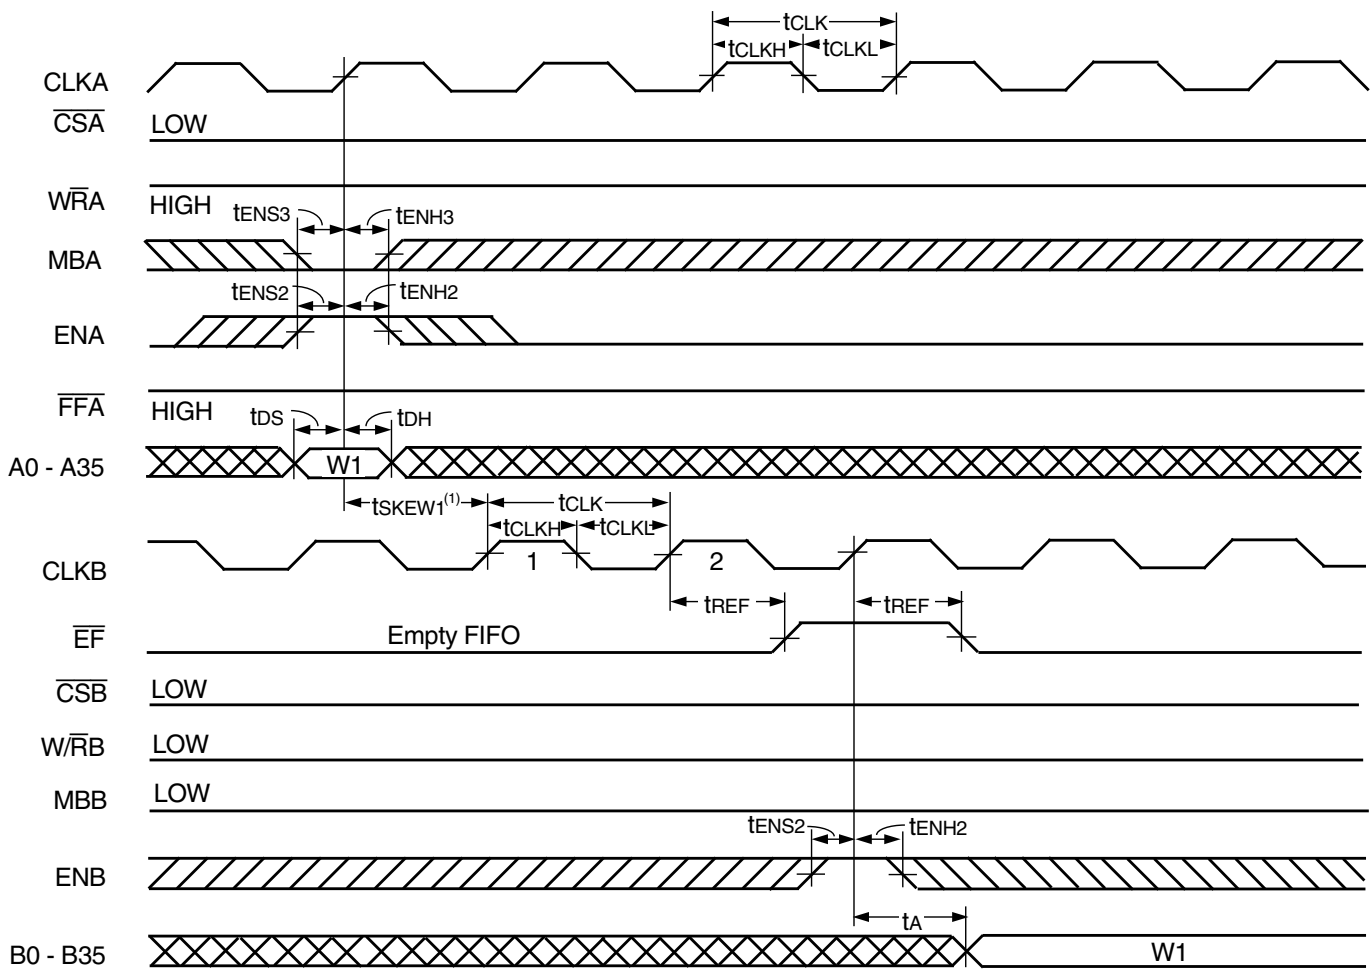 tCLK
tCLKH tCLKL
CLKA
CSA LOW
WRA HIGH
tENS3 tENH3
MBA
tENS2 tENH2
ENA
FFA HIGH
tDS tDH
A0 - A35 W1
tSKEW1(1) tCLK
tCLKH tCLKL
CLKB 1 2
tREF tREF
EF Empty FIFO
CSB LOW
W/RB LOW
MBB LOW
tENS2 tENH2
ENB
tA
B0 - B35 W1